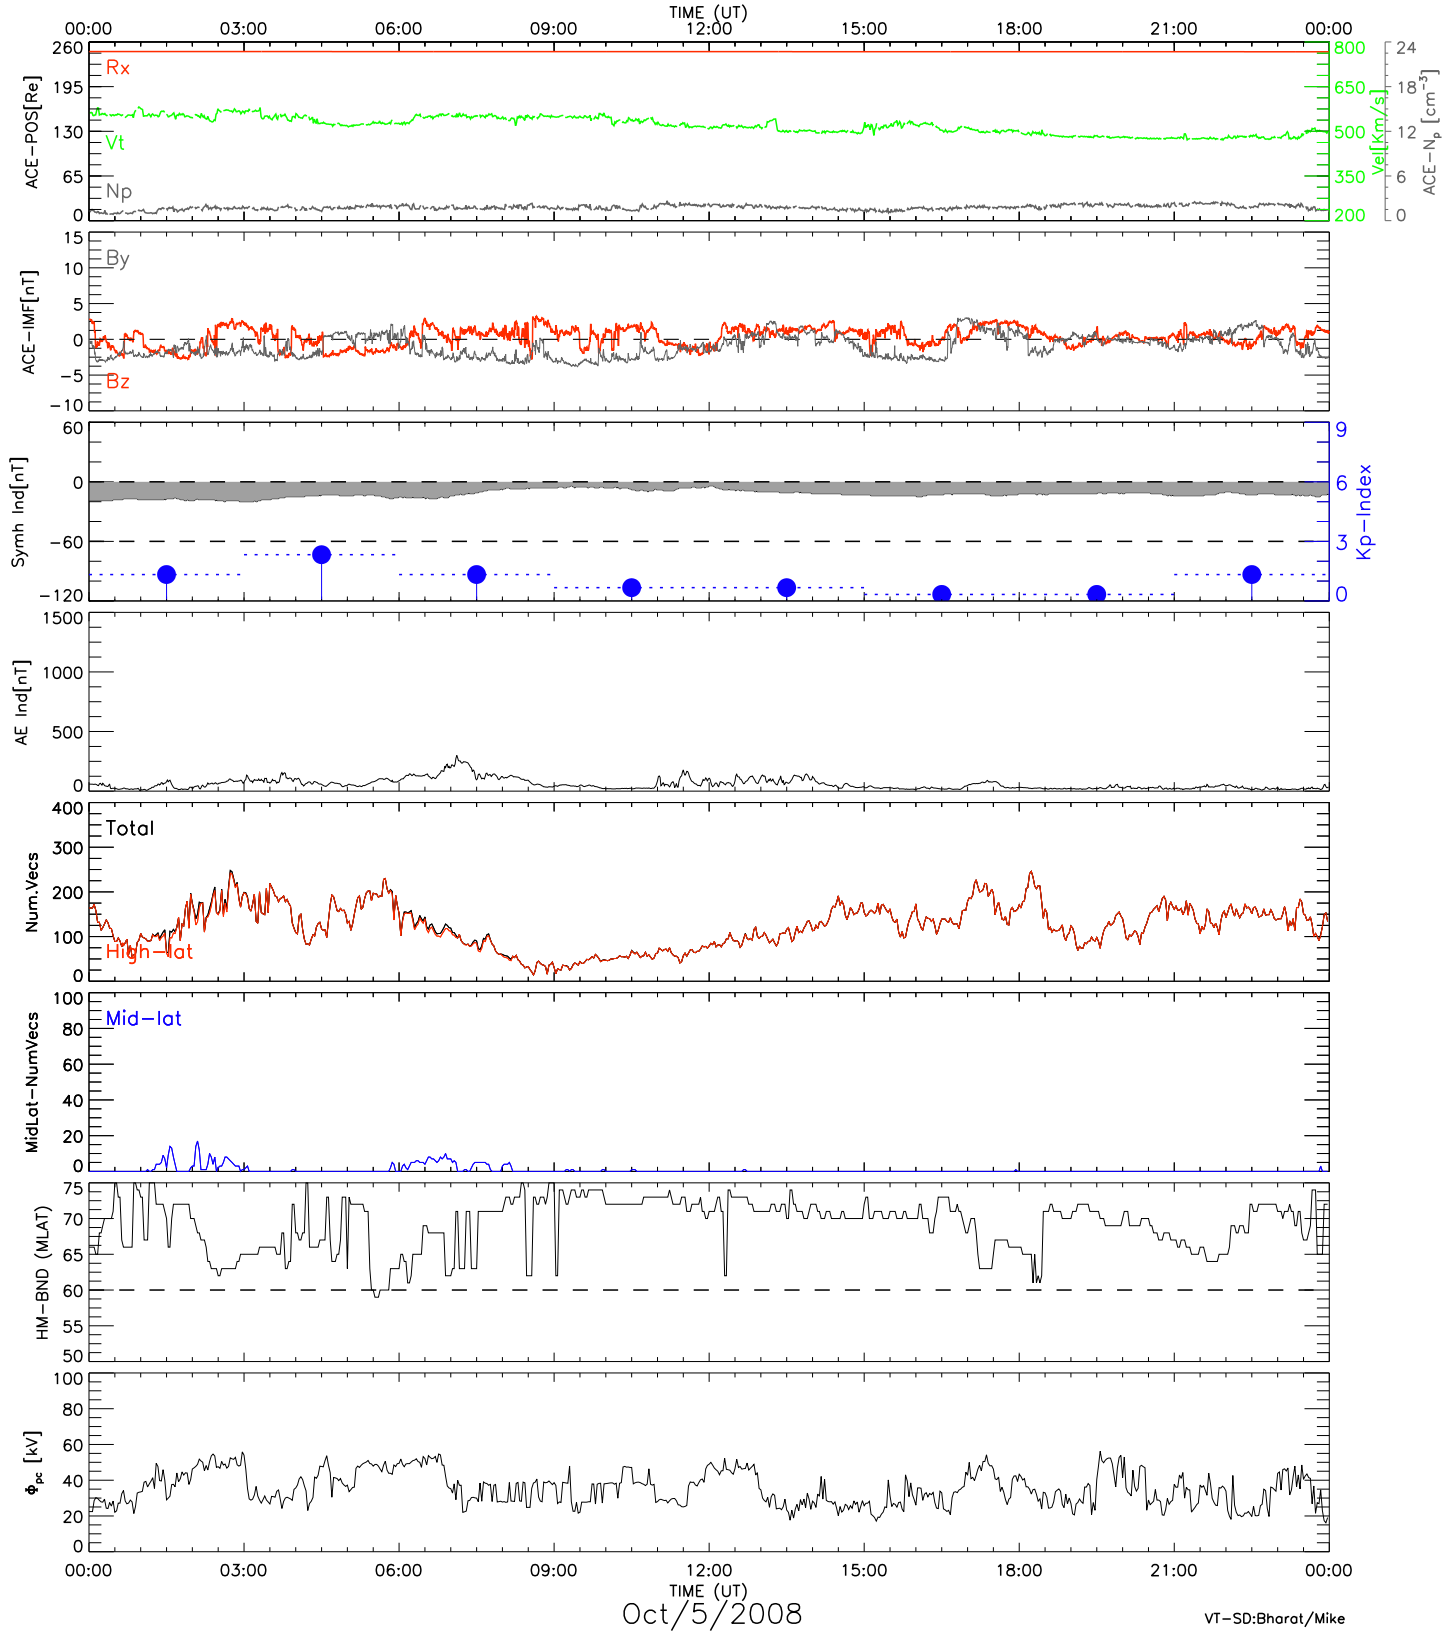 TIME (UT)
00:00 03:00 06:00 09:00 12:00 15:00 18:00 21:00 00:00
260 195 130 65 0
ACE-POS[Re]
Rx
Vt
Np
800 650 500 350 200
Vel[Km/s]
24 18 12 6 0
ACE-Np [cm-3]
15 10 5 0 -5 -10
ACE-IMF[nT]
By
Bz
60 0 -60 -120
Symh Ind[nT]
9 6 3 0
Kp-Index
1500 1000 500 0
AE Ind[nT]
400 300 200 100 0
Num.Vecs
Total
High-lat
100 80 60 40 20 0
MidLat-NumVecs
Mid-lat
75 70 65 60 55 50
HM-BND (MLAT)
100 80 60 40 20 0
Φpc [kV]
00:00 03:00 06:00 09:00 12:00 15:00 18:00 21:00 00:00
TIME (UT)
Oct/5/2008
VT-SD:Bharat/Mike